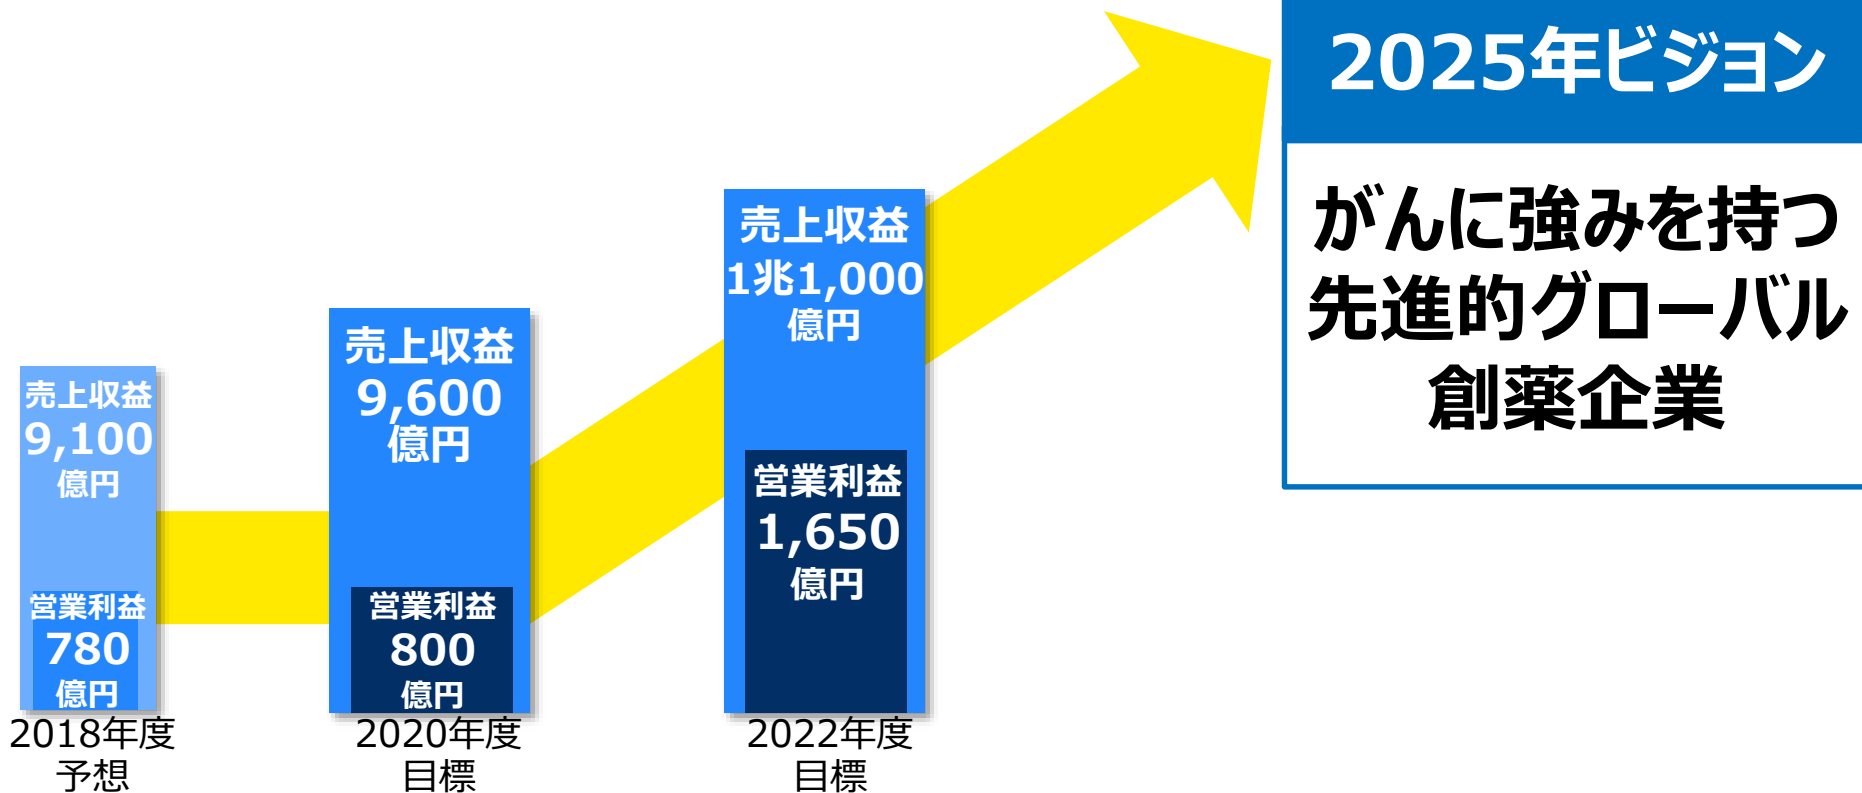 2025年ビジョン
がんに強みを持つ
先進的グローバル
創薬企業
売上収益
9,100
億円
営業利益
780
億円
2018年度
予想
売上収益
9,600
億円
営業利益
800
億円
2020年度
目標
売上収益
1兆1,000
億円
営業利益
1,650
億円
2022年度
目標